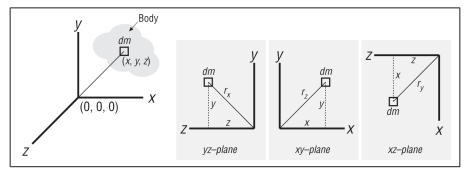 Body
y
dm
(x, y, z)
x
(0, 0, 0)
z
y
dm
r_x
y
z
z
yz–plane
y
dm
r_z
y
x
x
xy–plane
z
z
x
r_y
dm
x
xz–plane